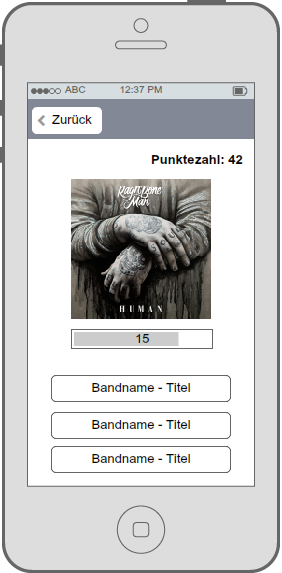 ABC 12:37 PM
Zurück
Punktezahl: 42
Rag'n'Bone
Man
HUMAN
15
Bandname - Titel
Bandname - Titel
Bandname - Titel